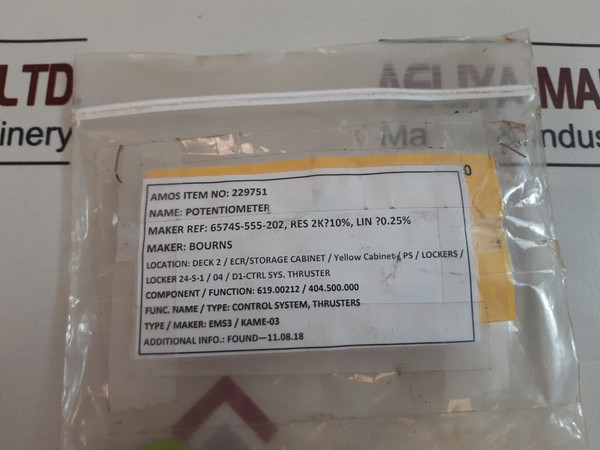 LTD
AELIYA MA
inery
Ma
ndus
0
AMOS ITEM NO: 229751
NAME: POTENTIOMETER
MAKER REF: 6574S-555-202, RES 2K?10%, LIN ?0.25%
MAKER: BOURNS
LOCATION: DECK 2 / ECR/STORAGE CABINET / Yellow Cabinet / PS / LOCKERS /
LOCKER 24-S-1 / 04 / D1-CTRL SYS. THRUSTER
COMPONENT / FUNCTION: 619.00212 / 404.500.000
FUNC. NAME / TYPE: CONTROL SYSTEM, THRUSTERS
TYPE / MAKER: EMS3 / KAME-03
ADDITIONAL INFO.: FOUND—11.08.18